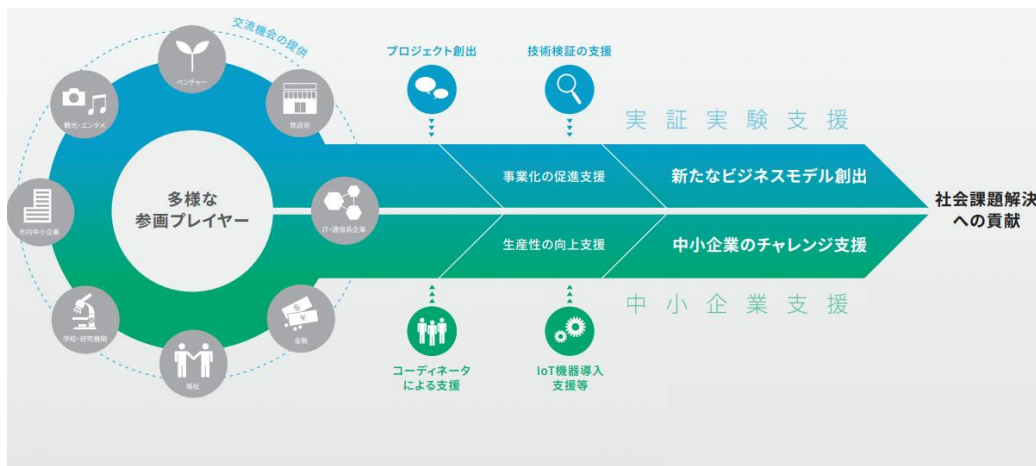 交流機会の提供
ベンチャー
観光・エンタメ
商店街
市内中小企業
IT・通信系企業
学校・研究機関
福祉
金融
多様な
参画プレイヤー
プロジェクト創出
技術検証の支援
実証実験支援
事業化の促進支援
新たなビジネスモデル創出
生産性の向上支援
中小企業のチャレンジ支援
社会課題解決
への貢献
中小企業支援
コーディネータ
による支援
IoT機器導入
支援等